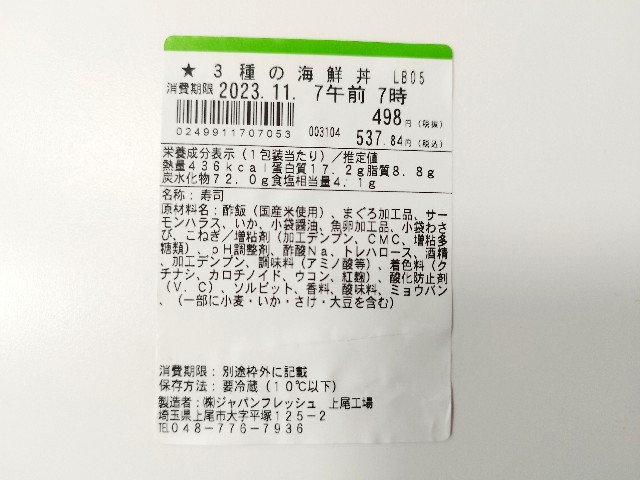 ★ 3種の海鮮丼 LB05
消費期限 2023.11. 7午前 7時
498円(税抜)
0249911707053 003104 537.84円(税込)
栄養成分表示(1包装当たり)/推定値
熱量436kcal蛋白質17.2g脂質8.8g
炭水化物72.0g食塩相当量4.1g
名称:寿司
原材料名:酢飯(国産米使用)、まぐろ加工品、サー
モンハラス、いか、小袋醤油、魚卵加工品、小袋わさ
び、こねぎ/増粘剤(加工デンプン、CMC、増粘多
糖類)、pH調整剤、酢酸Na、トレハロース、酒精
、加工デンプン、調味料(アミノ酸等)、着色料(ク
チナシ、カロチノイド、ウコン、紅麹)、酸化防止剤
(V.C)、ソルビット、香料、酸味料、ミョウバン
、(一部に小麦・いか・さけ・大豆を含む)
消費期限:別途枠外に記載
保存方法:要冷蔵(10℃以下)
製造者:㈱ジャパンフレッシュ 上尾工場
埼玉県上尾市大字平塚125-2
℡048-776-7936